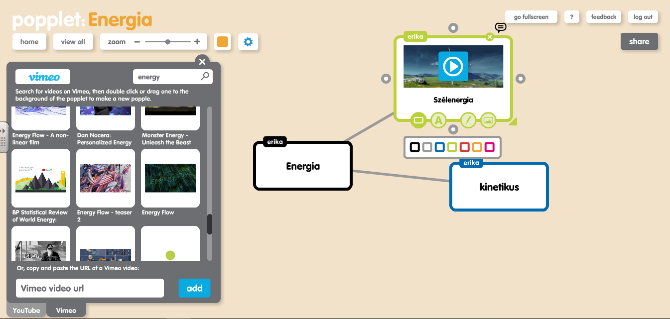 popplet: Energia
go fullscreen
?
feedback
log out
home
view all
zoom
−
+
share
vimeo
energy
Search for videos on Vimeo, then double click or drag one to the
background of the popplet to make a new popple.
Energy Flow - A non-
linear film
Dan Nocera:
Personalized Energy
Monster Energy -
Unleash the Beast
BP Statistical Review
of World Energy
Energy Flow - teaser
2
Energy Flow
Or, copy and paste the URL of a Vimeo video:
Vimeo video url
add
YouTube
Vimeo
erika
Szélenergia
A
erika
Energia
erika
kinetikus